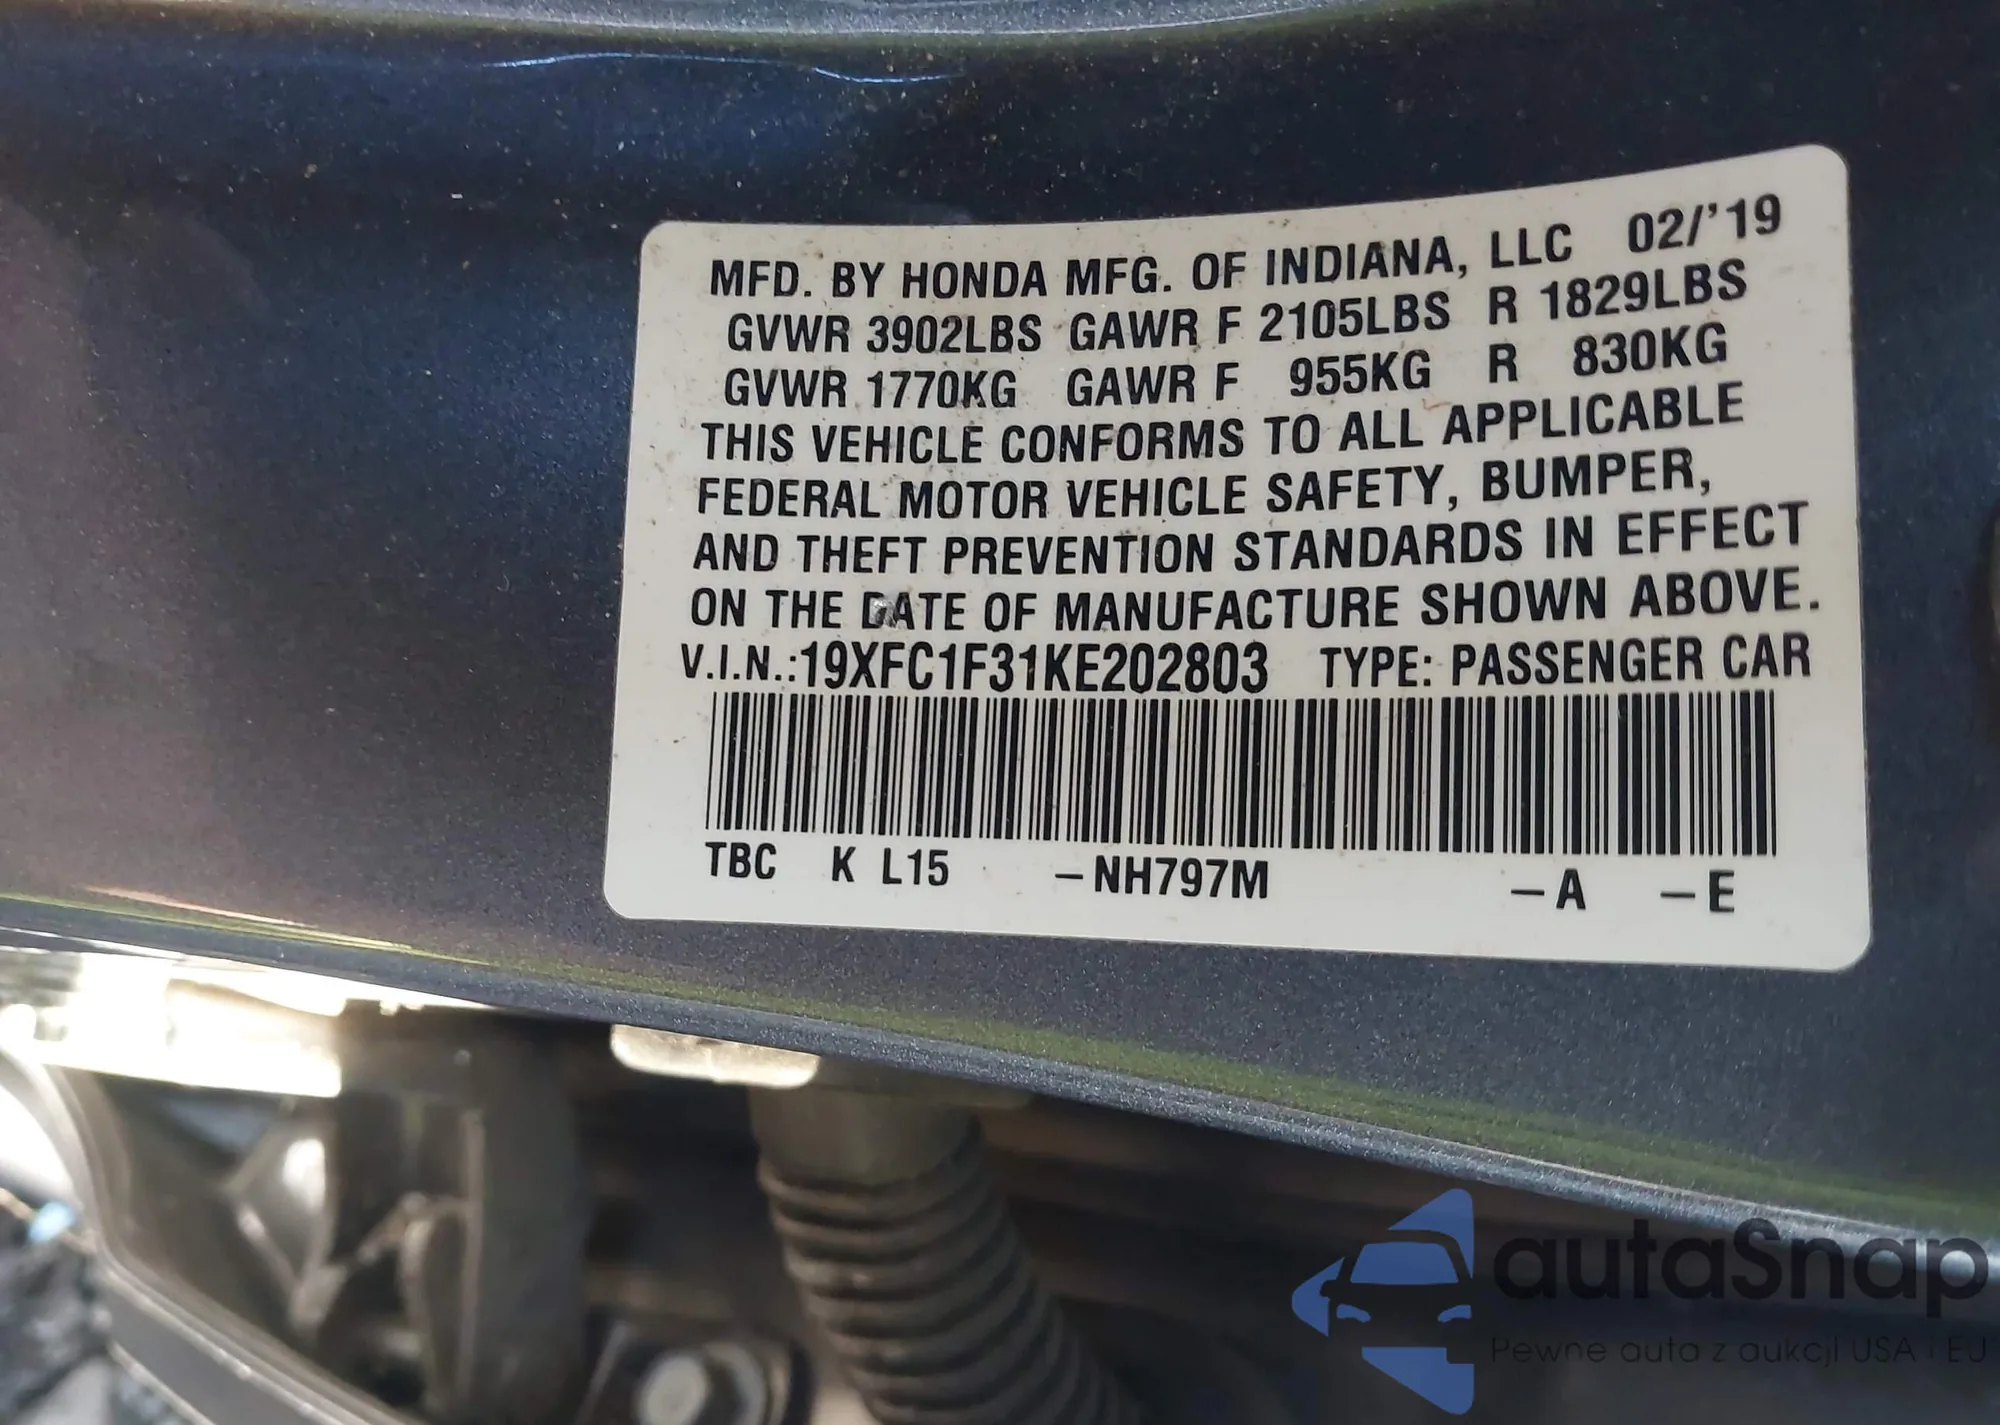 MFD. BY HONDA MFG. OF INDIANA, LLC 02/'19
GVWR 3902LBS GAWR F 2105LBS R 1829LBS
GVWR 1770KG GAWR F 955KG R 830KG
THIS VEHICLE CONFORMS TO ALL APPLICABLE
FEDERAL MOTOR VEHICLE SAFETY, BUMPER,
AND THEFT PREVENTION STANDARDS IN EFFECT
ON THE DATE OF MANUFACTURE SHOWN ABOVE.
V.I.N.:19XFC1F31KE202803 TYPE: PASSENGER CAR
TBC K L15 –NH797M –A –E
autaSnap
Pewne auta z aukcji USA i EU